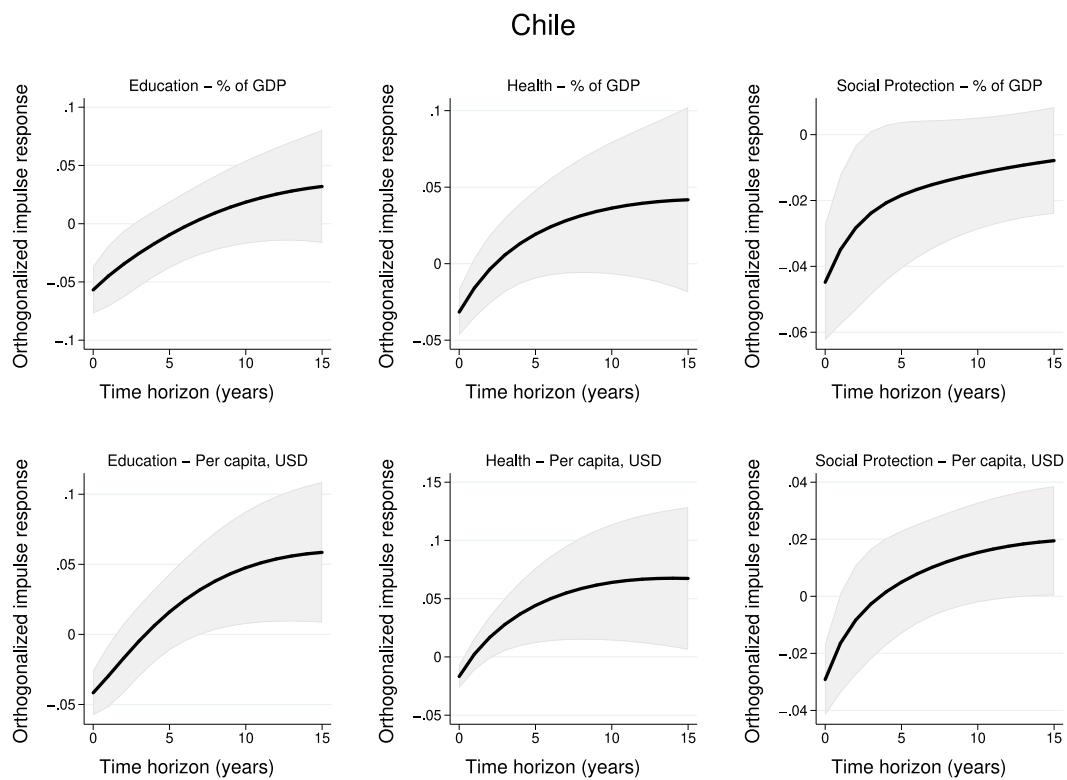 Chile
Education – % of GDP
Orthogonalized impulse response
.1
.05
0
–.05
–.1
0 5 10 15
Time horizon (years)
Health – % of GDP
Orthogonalized impulse response
.1
.05
0
–.05
0 5 10 15
Time horizon (years)
Social Protection – % of GDP
Orthogonalized impulse response
0
–.02
–.04
–.06
0 5 10 15
Time horizon (years)
Education – Per capita, USD
Orthogonalized impulse response
.1
.05
0
–.05
0 5 10 15
Time horizon (years)
Health – Per capita, USD
Orthogonalized impulse response
.15
.1
.05
0
–.05
0 5 10 15
Time horizon (years)
Social Protection – Per capita, USD
Orthogonalized impulse response
.04
.02
0
–.02
–.04
0 5 10 15
Time horizon (years)